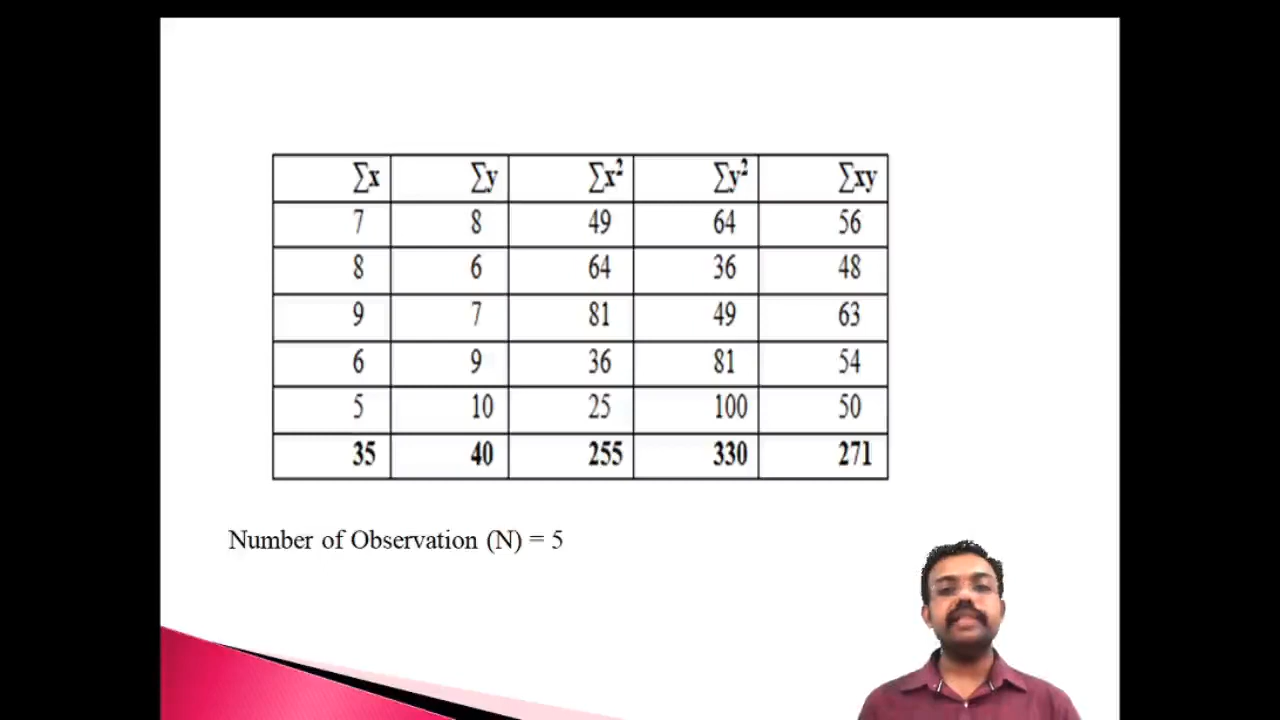 ∑x ∑y ∑x² ∑y² ∑xy
7 8 49 64 56
8 6 64 36 48
9 7 81 49 63
6 9 36 81 54
5 10 25 100 50
35 40 255 330 271
Number of Observation (N) = 5